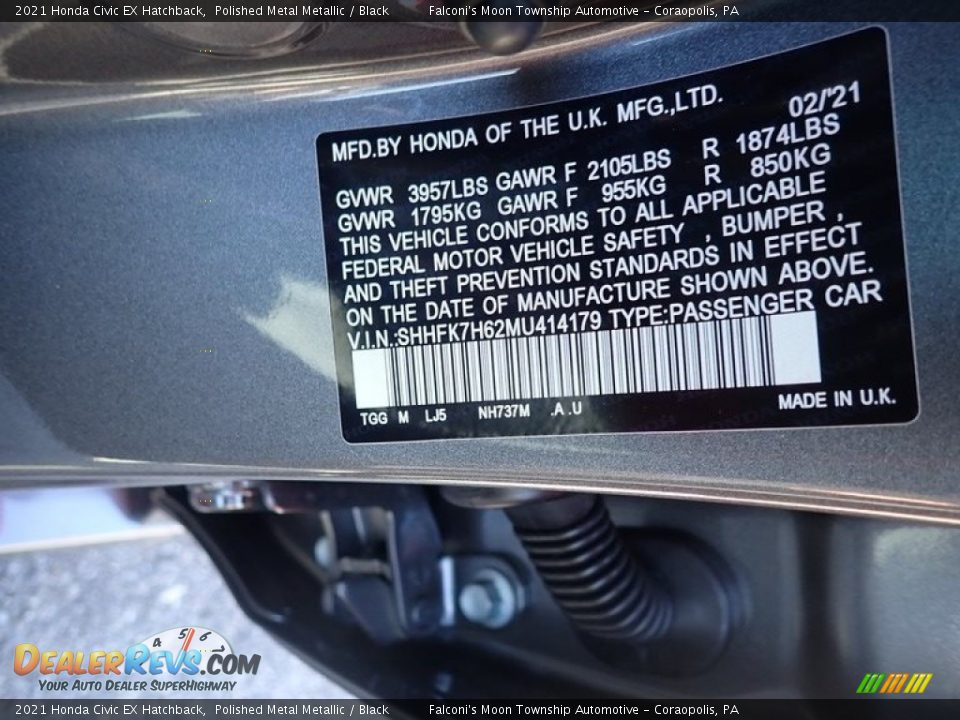 2021 Honda Civic EX Hatchback, Polished Metal Metallic / Black Falconi's Moon Township Automotive - Coraopolis, PA
MFD.BY HONDA OF THE U.K. MFG.,LTD. 02/'21
GVWR 3957LBS GAWR F 2105LBS R 1874LBS
GVWR 1795KG GAWR F 955KG R 850KG
THIS VEHICLE CONFORMS TO ALL APPLICABLE
FEDERAL MOTOR VEHICLE SAFETY , BUMPER ,
AND THEFT PREVENTION STANDARDS IN EFFECT
ON THE DATE OF MANUFACTURE SHOWN ABOVE.
V.I.N.:SHHFK7H62MU414179 TYPE:PASSENGER CAR
TGG M LJ5 NH737M .A .U MADE IN U.K.
4 5 6
DEALERREVS.COM
YOUR AUTO DEALER SUPERHIGHWAY
2021 Honda Civic EX Hatchback, Polished Metal Metallic / Black Falconi's Moon Township Automotive - Coraopolis, PA